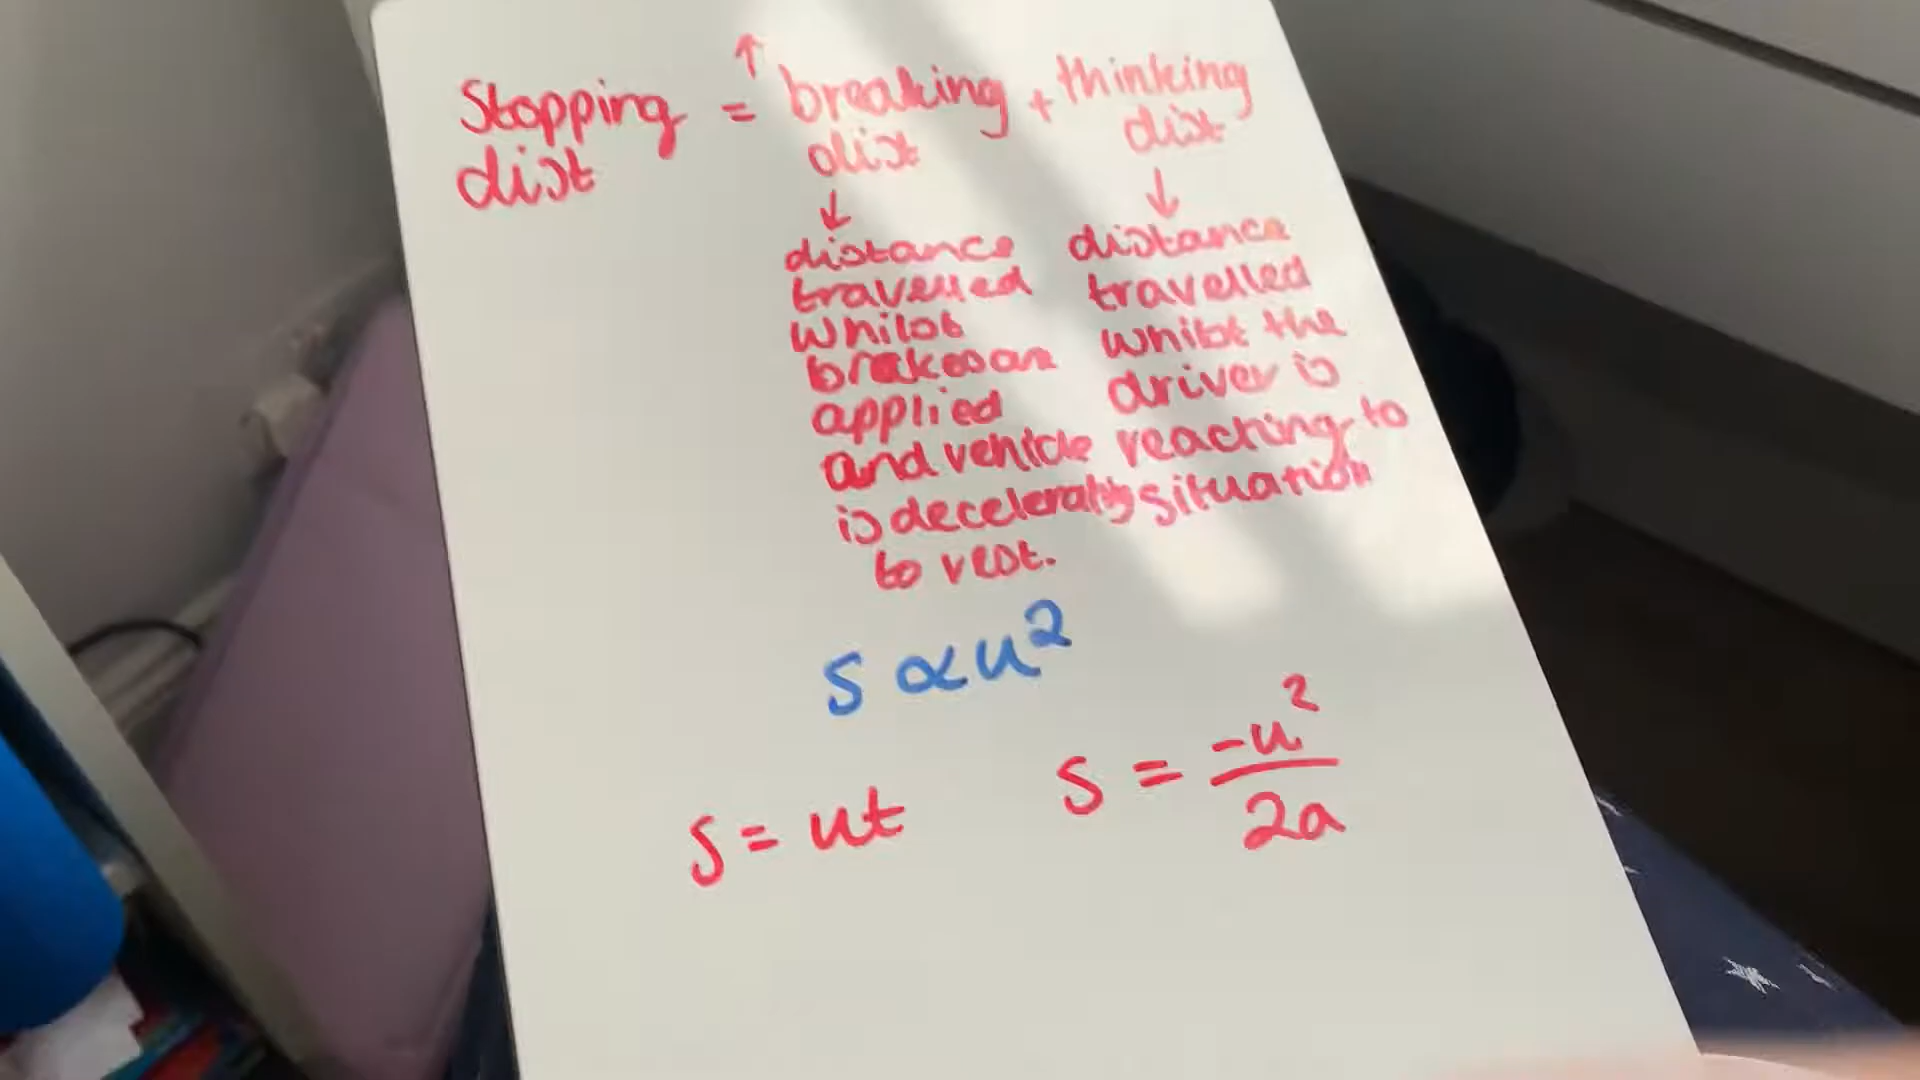 ↑
Stopping = breaking + thinking
dist dist dist
↓ ↓
distance
travelled
whilst
brakes are
applied
and vehicle
is decelerating
to rest.
distance
travelled
whilst the
driver is
reacting to
situation
s ∝ u²
s = ut
s = -u²/2a